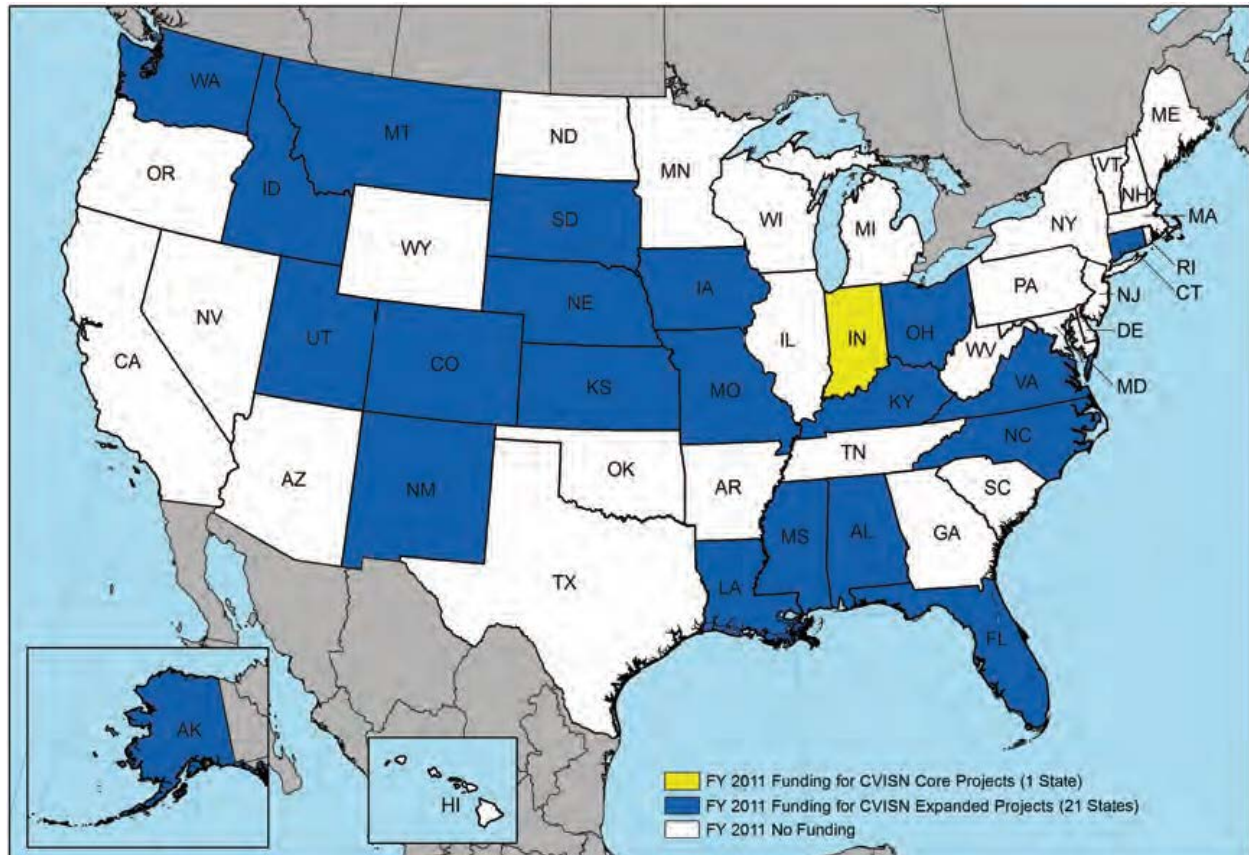 WA
MT
ND
MN
ME
VT
NH
OR
ID
SD
WI
MI
NY
MA
WY
RI
CT
IA
PA
NJ
NE
NV
UT
CO
IL
IN
OH
DE
WV
MD
CA
KS
MO
VA
KY
NC
TN
AZ
NM
OK
AR
SC
MS
AL
GA
TX
LA
FL
AK
HI
FY 2011 Funding for CVISN Core Projects (1 State)
FY 2011 Funding for CVISN Expanded Projects (21 States)
FY 2011 No Funding